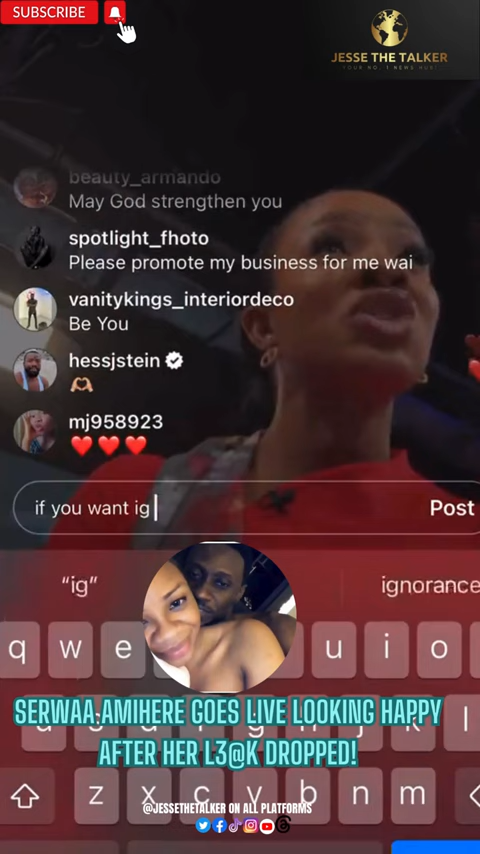 SUBSCRIBE
JESSE THE TALKER
beauty_armando
May God strengthen you
spotlight_fhoto
Please promote my business for me wai
vanitykings_interiordeco
Be You
hessjstein
mj958923
if you want ig
Post
“ig”
ignorance
q w e u i o
SERWAA AMIHERE GOES LIVE LOOKING HAPPY
AFTER HER L3@K DROPPED!
z x c v b n m
@JESSETHETALKER ON ALL PLATFORMS